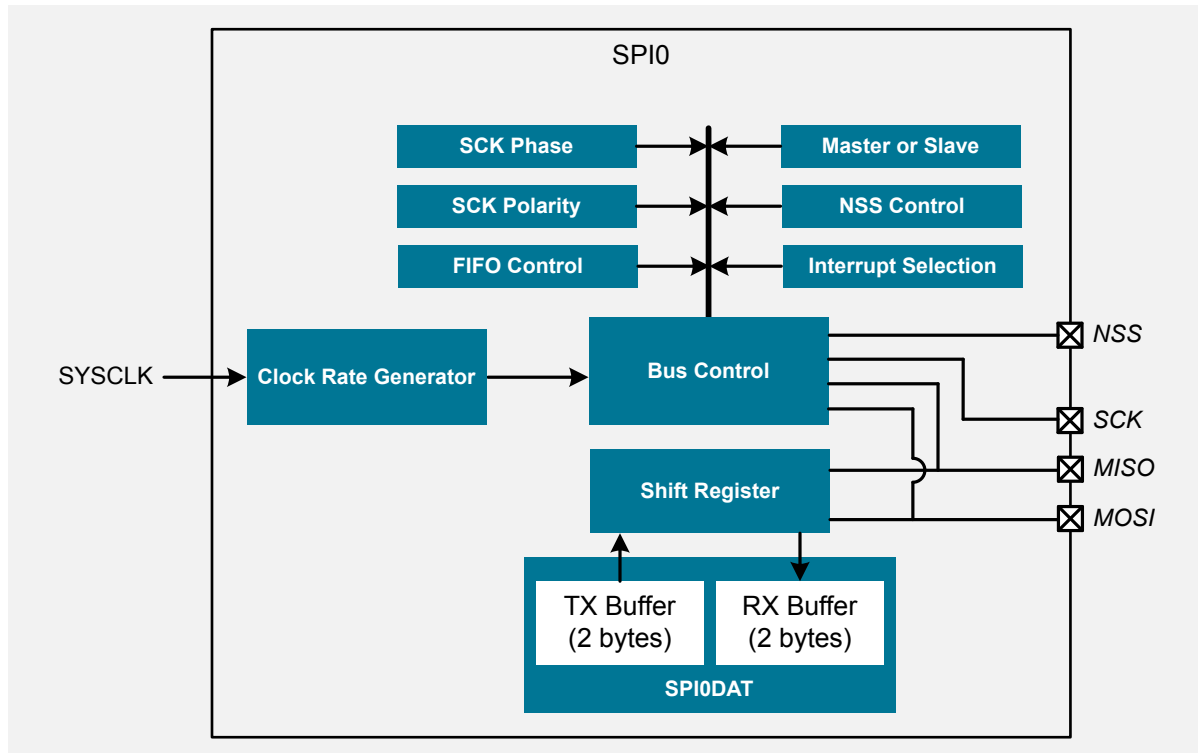 SPI0
SCK Phase
Master or Slave
SCK Polarity
NSS Control
FIFO Control
Interrupt Selection
SYSCLK
Clock Rate Generator
Bus Control
NSS
SCK
Shift Register
MISO
MOSI
TX Buffer
(2 bytes)
RX Buffer
(2 bytes)
SPI0DAT